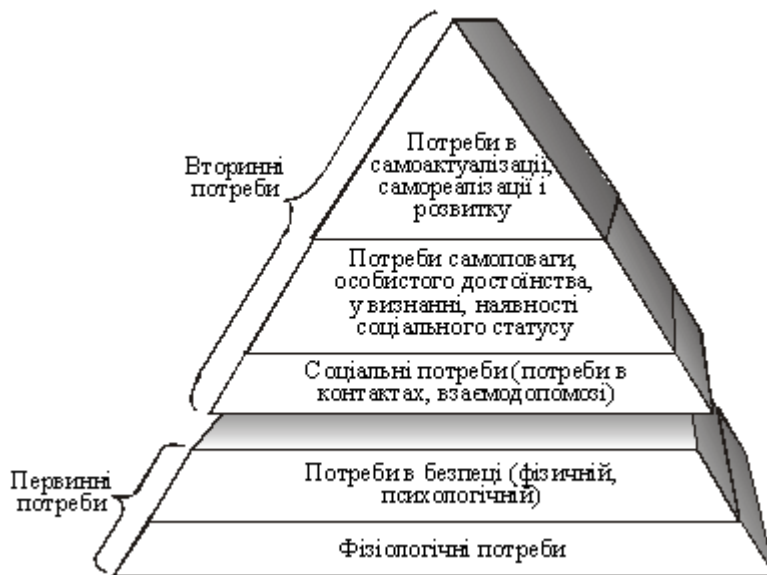 Вторинні
потреби
Потреби в
самоактуалізації,
самореалізації і
розвитку
Потреби самоповаги,
особистого достоїнства,
у визнанні, наявності
соціального статусу
Соціальні потреби (потреби в
контактах, взаємодопомозі)
Первинні
потреби
Потреби в безпеці (фізичній,
психологічній)
Фізіологічні потреби